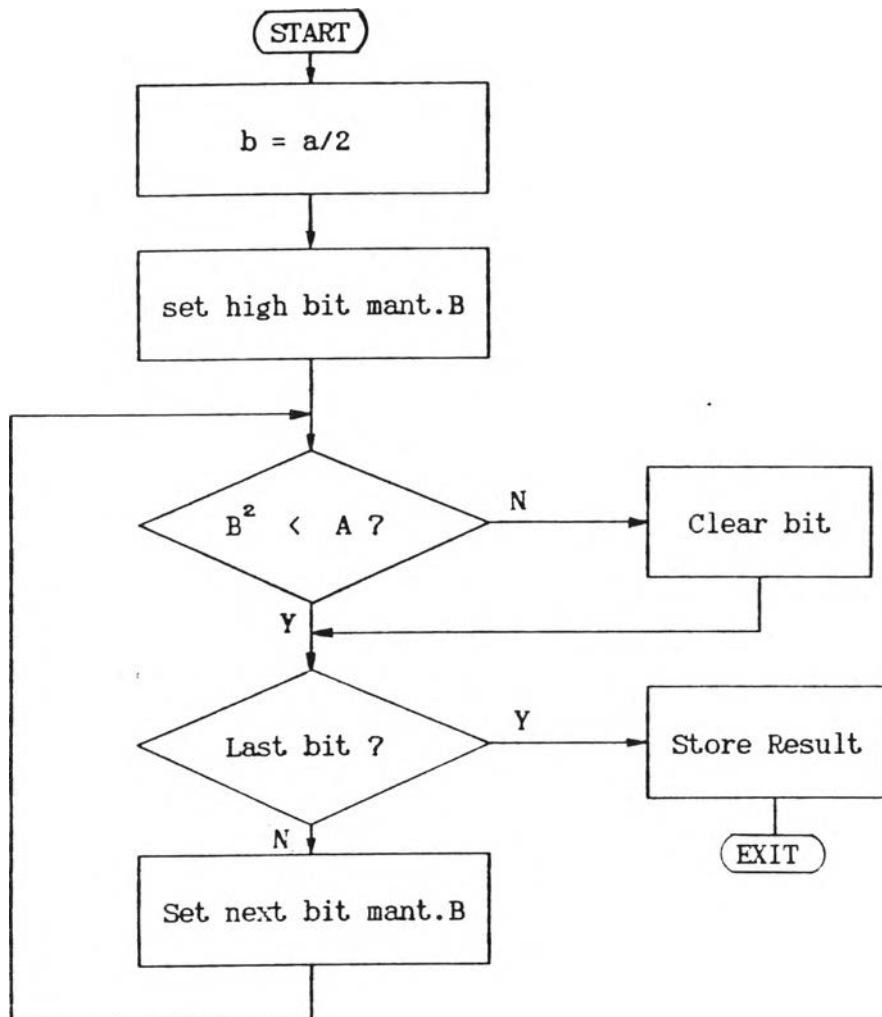 START
b = a/2
set high bit mant.B
B² < A ?
N
Clear bit
Y
Last bit ?
Y
Store Result
N
EXIT
Set next bit mant.B